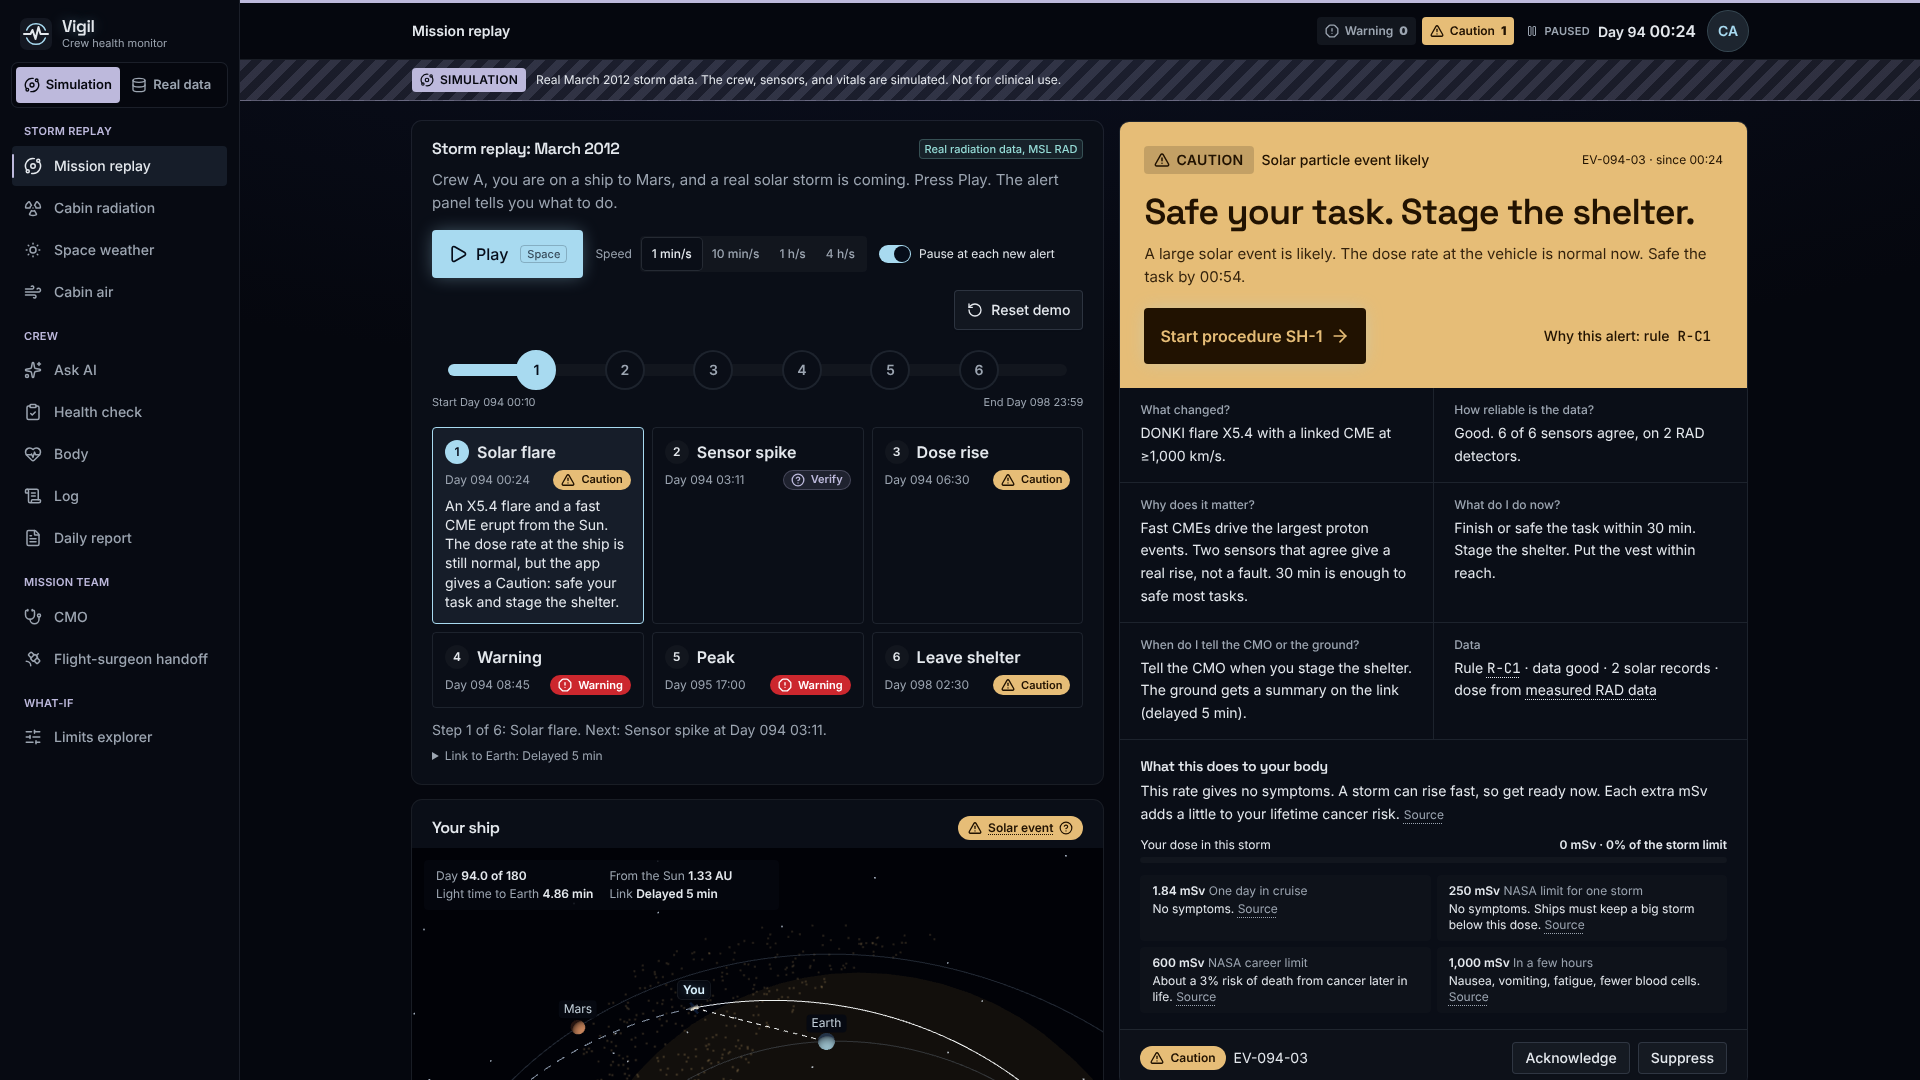 Vigil
Crew health monitor
Simulation
Real data
STORM REPLAY
Mission replay
Cabin radiation
Space weather
Cabin air
CREW
Ask AI
Health check
Body
Log
Daily report
MISSION TEAM
CMO
Flight-surgeon handoff
WHAT-IF
Limits explorer
Mission replay
Warning 0
Caution 1
PAUSED
Day 94 00:24
CA
SIMULATION
Real March 2012 storm data. The crew, sensors, and vitals are simulated. Not for clinical use.
Storm replay: March 2012
Real radiation data, MSL RAD
Crew A, you are on a ship to Mars, and a real solar storm is coming. Press Play. The alert
panel tells you what to do.
Play
Space
Speed
1 min/s
10 min/s
1 h/s
4 h/s
Pause at each new alert
Reset demo
1
2
3
4
5
6
Start Day 094 00:10
End Day 098 23:59
1 Solar flare
Day 094 00:24
Caution
An X5.4 flare and a fast
CME erupt from the Sun.
The dose rate at the ship is
still normal, but the app
gives a Caution: safe your
task and stage the shelter.
2 Sensor spike
Day 094 03:11
Verify
3 Dose rise
Day 094 06:30
Caution
4 Warning
Day 094 08:45
Warning
5 Peak
Day 095 17:00
Warning
6 Leave shelter
Day 098 02:30
Caution
Step 1 of 6: Solar flare. Next: Sensor spike at Day 094 03:11.
Link to Earth: Delayed 5 min
Your ship
Solar event
Day 94.0 of 180
From the Sun 1.33 AU
Light time to Earth 4.86 min
Link Delayed 5 min
You
Mars
Earth
CAUTION
Solar particle event likely
EV-094-03 · since 00:24
Safe your task. Stage the shelter.
A large solar event is likely. The dose rate at the vehicle is normal now. Safe the
task by 00:54.
Start procedure SH-1
Why this alert: rule R-C1
What changed?
DONKI flare X5.4 with a linked CME at
≥1,000 km/s.
How reliable is the data?
Good. 6 of 6 sensors agree, on 2 RAD
detectors.
Why does it matter?
Fast CMEs drive the largest proton
events. Two sensors that agree give a
real rise, not a fault. 30 min is enough to
safe most tasks.
What do I do now?
Finish or safe the task within 30 min.
Stage the shelter. Put the vest within
reach.
When do I tell the CMO or the ground?
Tell the CMO when you stage the shelter.
The ground gets a summary on the link
(delayed 5 min).
Data
Rule R-C1 · data good · 2 solar records ·
dose from measured RAD data
What this does to your body
This rate gives no symptoms. A storm can rise fast, so get ready now. Each extra mSv
adds a little to your lifetime cancer risk. Source
Your dose in this storm
0 mSv · 0% of the storm limit
1.84 mSv One day in cruise
No symptoms. Source
250 mSv NASA limit for one storm
No symptoms. Ships must keep a big storm
below this dose. Source
600 mSv NASA career limit
About a 3% risk of death from cancer later in
life. Source
1,000 mSv In a few hours
Nausea, vomiting, fatigue, fewer blood cells.
Source
Caution
EV-094-03
Acknowledge
Suppress